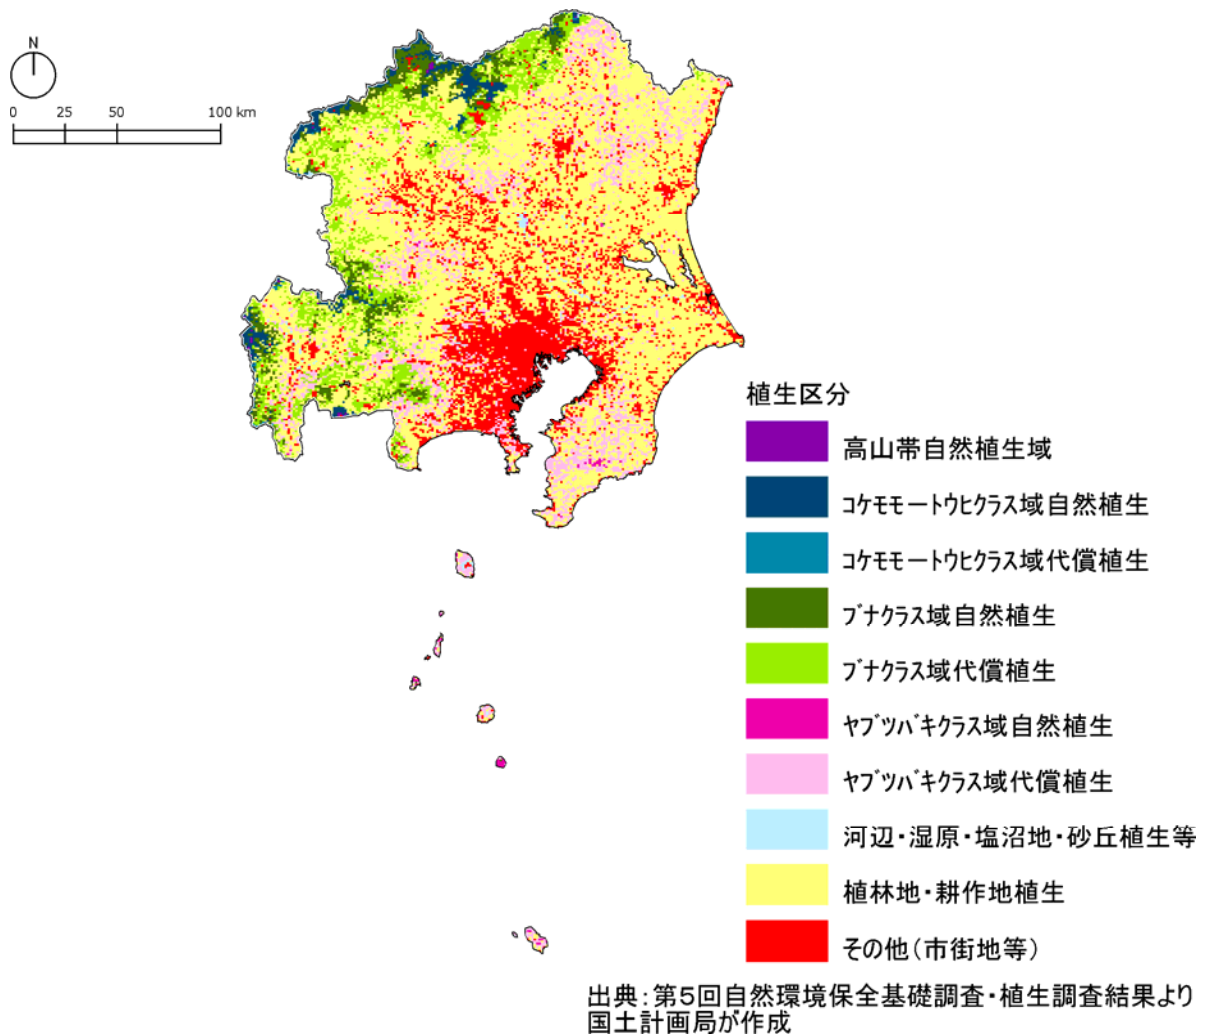 N
0 25 50 100 km
植生区分
高山帯自然植生域
コケモモートウヒクラス域自然植生
コケモモートウヒクラス域代償植生
ブナクラス域自然植生
ブナクラス域代償植生
ヤブツバキクラス域自然植生
ヤブツバキクラス域代償植生
河辺・湿原・塩沼地・砂丘植生等
植林地・耕作地植生
その他(市街地等)
出典:第5回自然環境保全基礎調査・植生調査結果より
国土計画局が作成